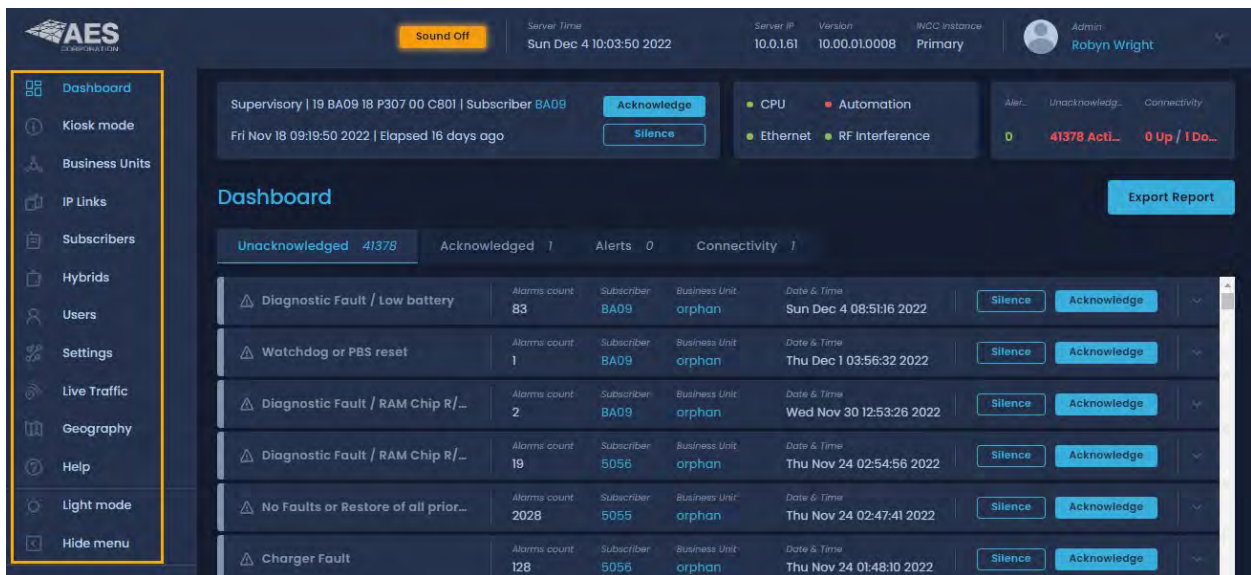 AES
CORPORATION
Sound Off
Server Time
Sun Dec 4 10:03:50 2022
Server IP
10.0.1.61
Version
10.00.01.0008
INCC Instance
Primary
Admin
Robyn Wright
Dashboard
Kiosk mode
Business Units
IP Links
Subscribers
Hybrids
Users
Settings
Live Traffic
Geography
Help
Light mode
Hide menu
Supervisory | 19 BA09 18 P307 00 C801 | Subscriber BA09
Acknowledge
Fri Nov 18 09:19:50 2022 | Elapsed 16 days ago
Silence
CPU
Automation
Ethernet
RF Interference
Aler...
Unacknowledg...
Connectivity
0
41378 Acti...
0 Up / 1 Do...
Dashboard
Export Report
Unacknowledged 41378
Acknowledged 1
Alerts 0
Connectivity 1
Diagnostic Fault / Low battery
Alarms count
83
Subscriber
BA09
Business Unit
orphan
Date & Time
Sun Dec 4 08:51:16 2022
Silence
Acknowledge
Watchdog or PBS reset
Alarms count
1
Subscriber
BA09
Business Unit
orphan
Date & Time
Thu Dec 1 03:56:32 2022
Silence
Acknowledge
Diagnostic Fault / RAM Chip R/...
Alarms count
2
Subscriber
BA09
Business Unit
orphan
Date & Time
Wed Nov 30 12:53:26 2022
Silence
Acknowledge
Diagnostic Fault / RAM Chip R/...
Alarms count
19
Subscriber
5056
Business Unit
orphan
Date & Time
Thu Nov 24 02:54:56 2022
Silence
Acknowledge
No Faults or Restore of all prior...
Alarms count
2028
Subscriber
5055
Business Unit
orphan
Date & Time
Thu Nov 24 02:47:41 2022
Silence
Acknowledge
Charger Fault
Alarms count
128
Subscriber
5056
Business Unit
orphan
Date & Time
Thu Nov 24 01:48:10 2022
Silence
Acknowledge